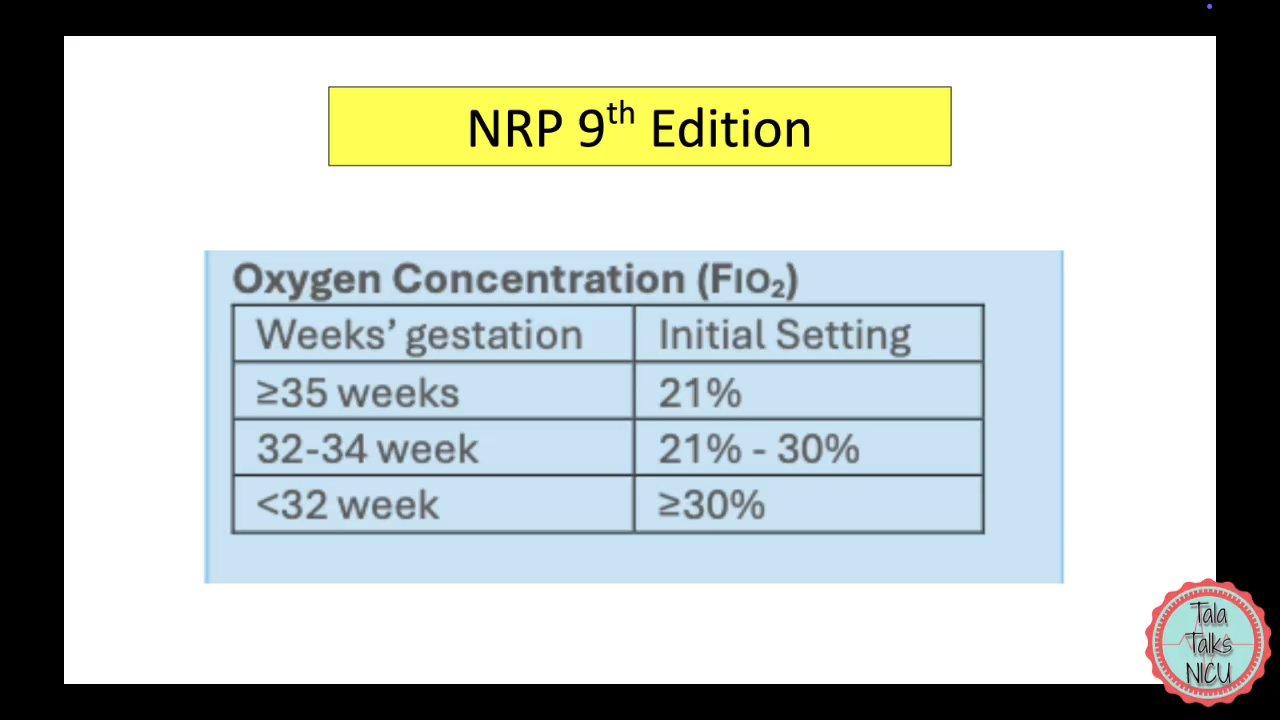 NRP 9th Edition
Oxygen Concentration (FIO₂)
Weeks' gestation Initial Setting
≥35 weeks 21%
32-34 week 21% - 30%
<32 week ≥30%
Tala
Talks
NICU